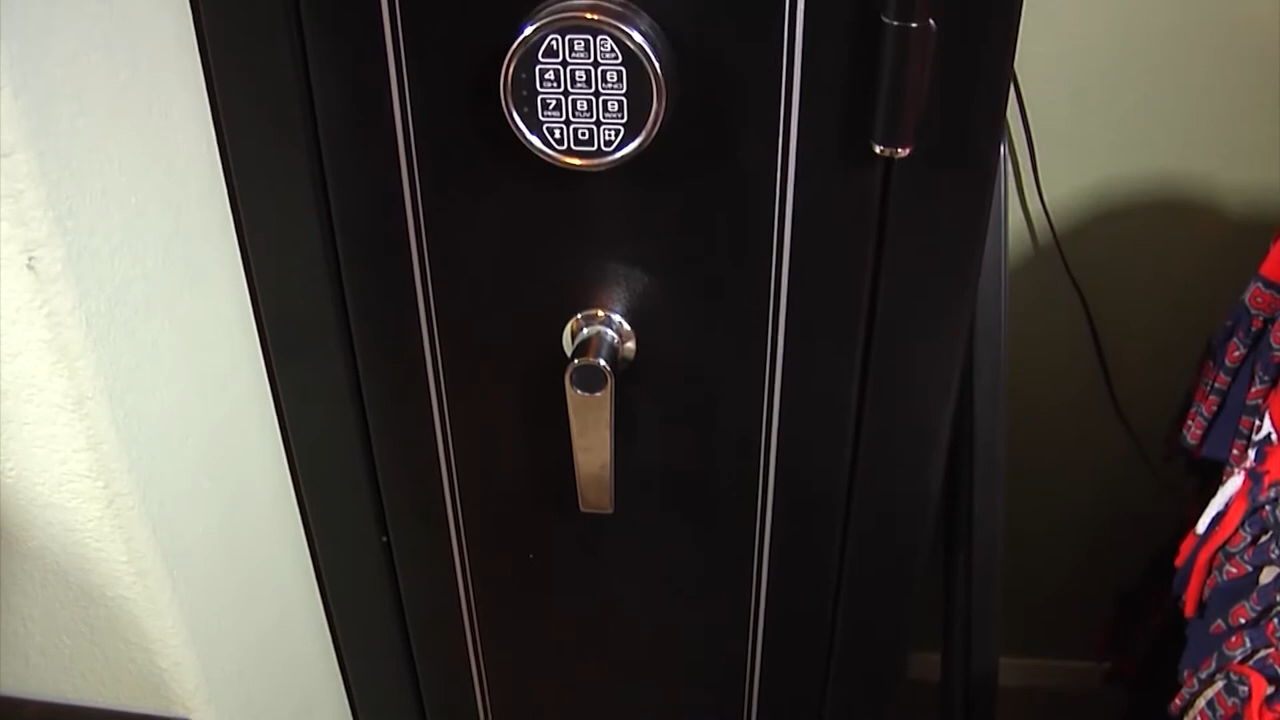 1 2 3
ABC DEF
4 5 6
GHI JKL MNO
7 8 9
PRS TUV WXY
* 0 #